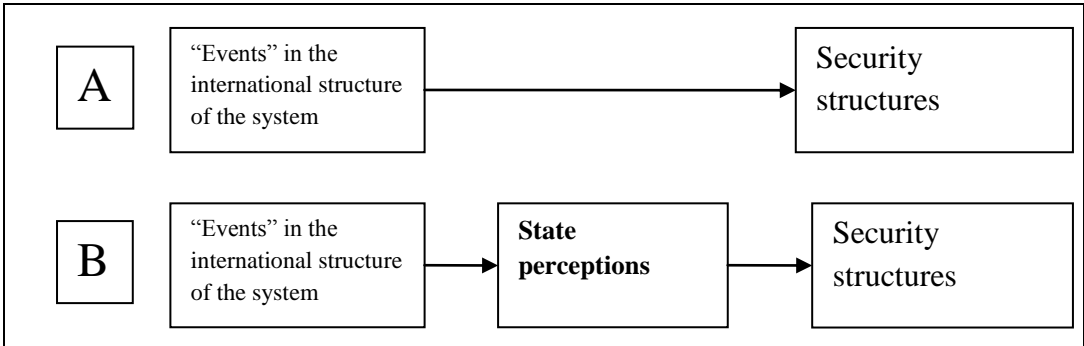 A
“Events” in the
international structure
of the system
Security
structures
B
“Events” in the
international structure
of the system
State
perceptions
Security
structures